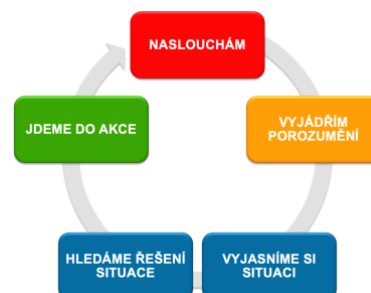 NASLOUCHÁM
VYJÁDŘÍM
POROZUMĚNÍ
VYJASNÍME SI
SITUACI
HLEDÁME ŘEŠENÍ
SITUACE
JDEME DO AKCE